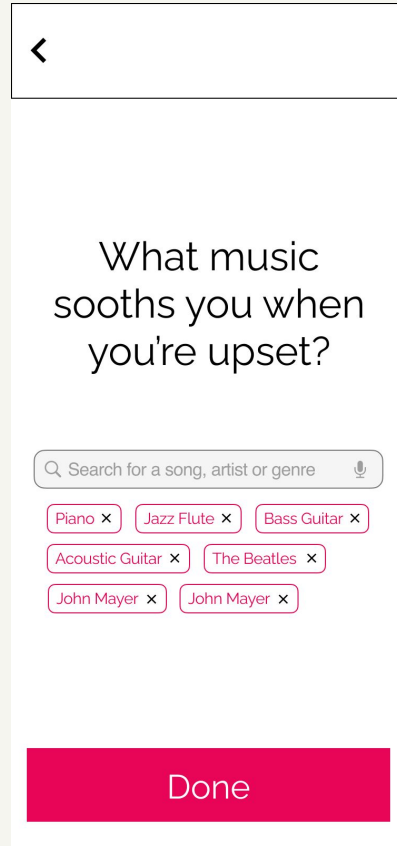 What music
sooths you when
you're upset?
Search for a song, artist or genre
Piano × Jazz Flute × Bass Guitar ×
Acoustic Guitar × The Beatles ×
John Mayer × John Mayer ×
Done